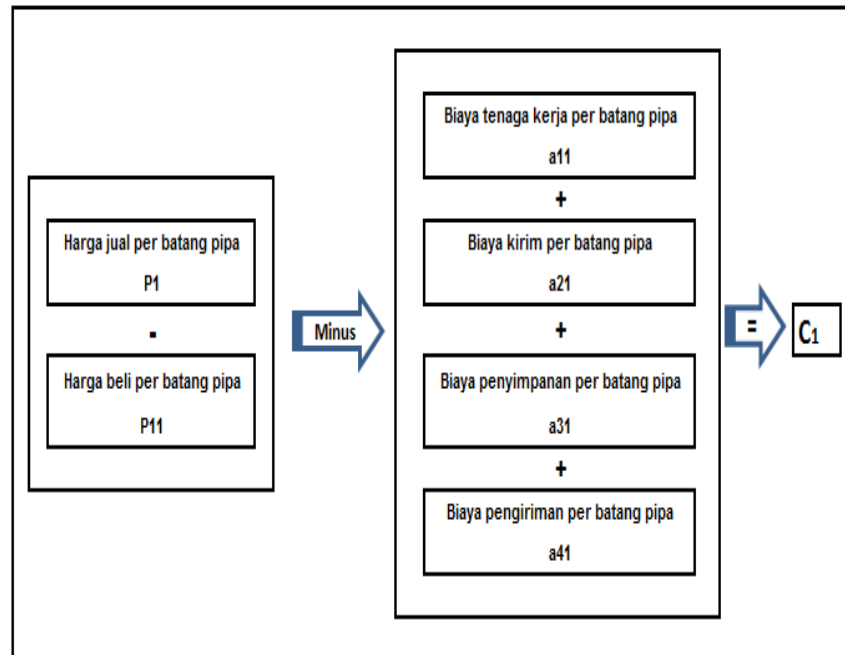 Harga jual per batang pipa
P1
-
Harga beli per batang pipa
P11
Minus
Biaya tenaga kerja per batang pipa
a11
+
Biaya kirim per batang pipa
a21
+
Biaya penyimpanan per batang pipa
a31
+
Biaya pengiriman per batang pipa
a41
=
C₁